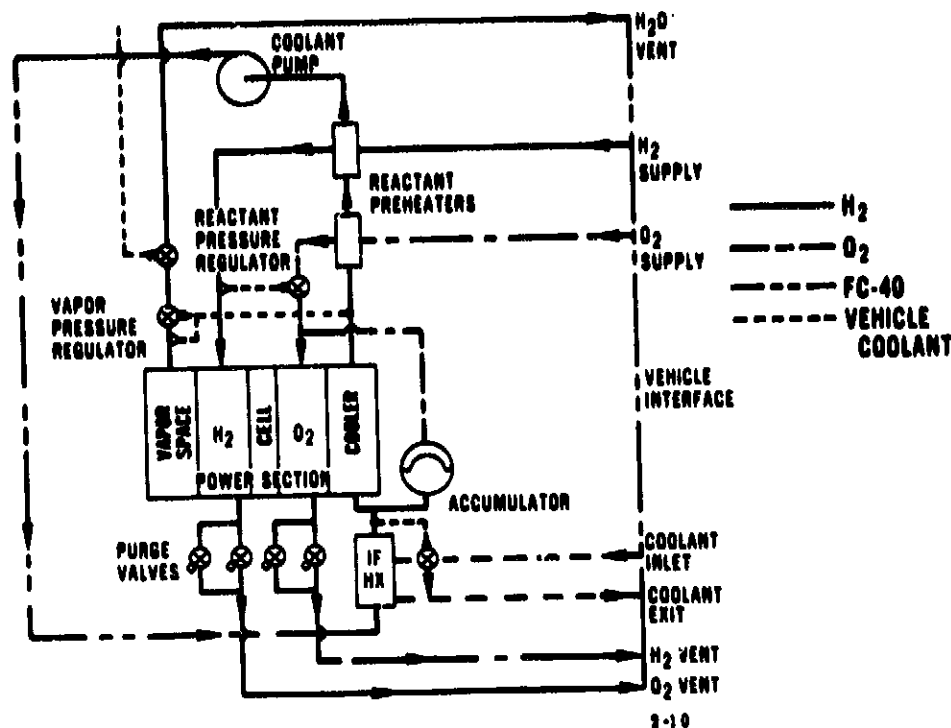 H2O
VENT
COOLANT
PUMP
H2
SUPPLY
REACTANT
PREHEATERS
REACTANT
PRESSURE
REGULATOR
O2
SUPPLY
H2
O2
FC-40
VEHICLE
COOLANT
VAPOR
PRESSURE
REGULATOR
VEHICLE
INTERFACE
VAPOR
SPACE
H2
CELL
O2
COOLER
POWER SECTION
ACCUMULATOR
PURGE
VALVES
IF
HX
COOLANT
INLET
COOLANT
EXIT
H2 VENT
O2 VENT
2-10